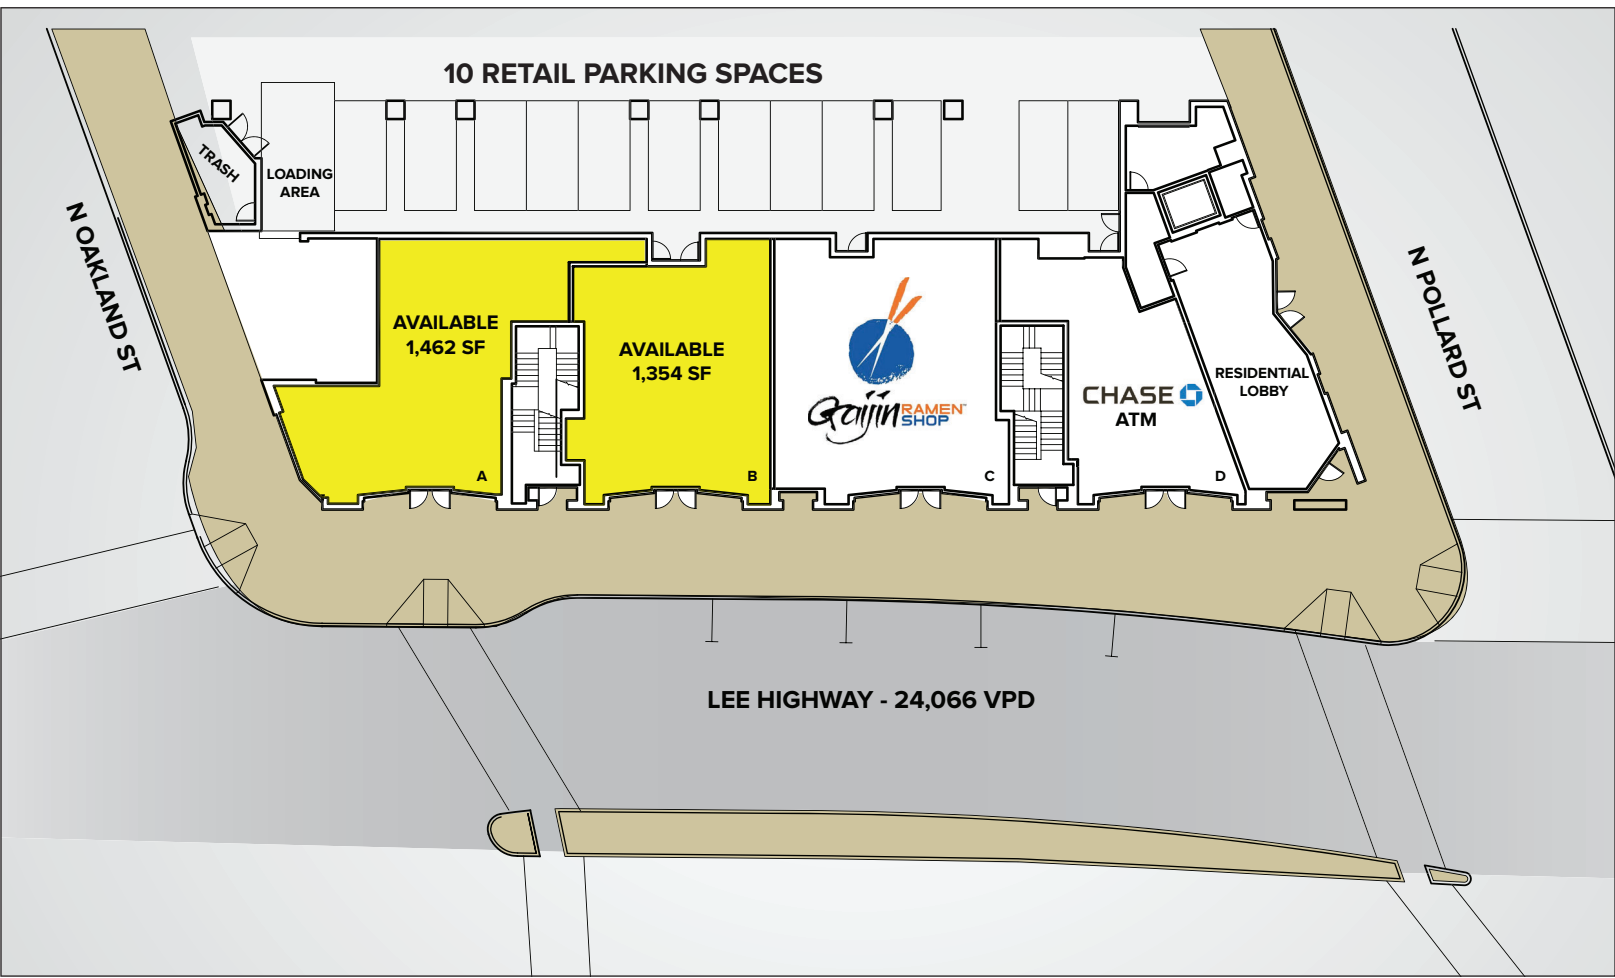 10 RETAIL PARKING SPACES
TRASH
LOADING
AREA
N OAKLAND ST
N POLLARD ST
AVAILABLE
1,462 SF
A
AVAILABLE
1,354 SF
B
Gaijin RAMEN
SHOP
C
CHASE
ATM
D
RESIDENTIAL
LOBBY
LEE HIGHWAY - 24,066 VPD